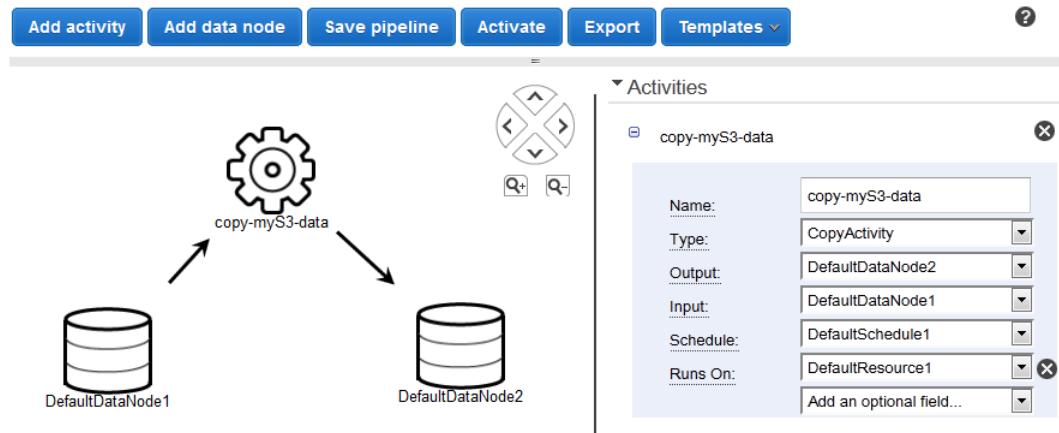 Add activity Add data node Save pipeline Activate Export Templates ?
Activities
copy-myS3-data
Name: copy-myS3-data
Type: CopyActivity
Output: DefaultDataNode2
Input: DefaultDataNode1
Schedule: DefaultSchedule1
Runs On: DefaultResource1
Add an optional field...
copy-myS3-data
DefaultDataNode1
DefaultDataNode2